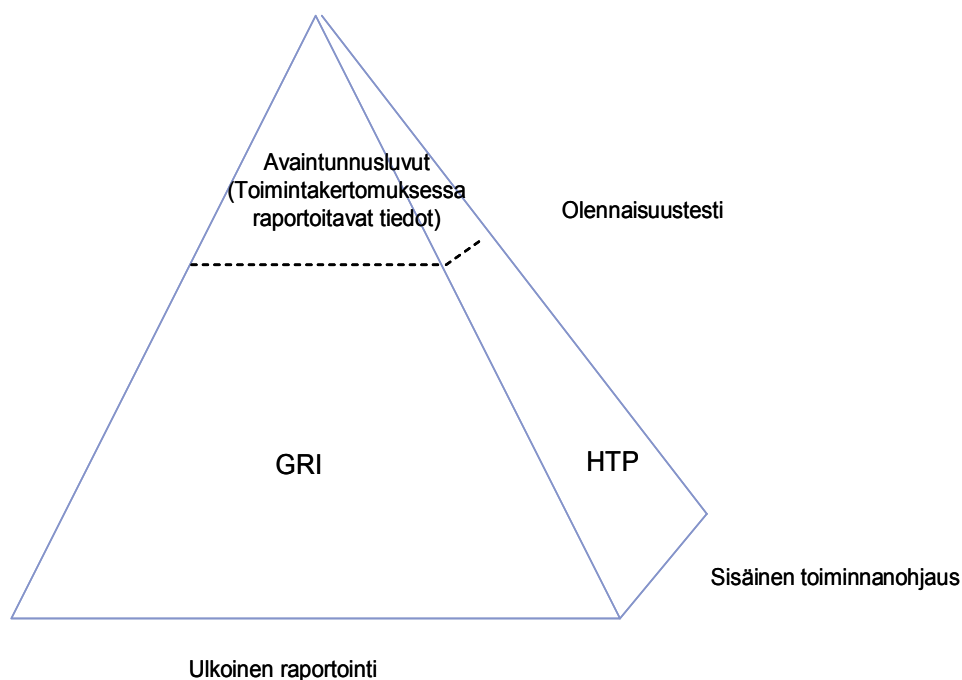 Avaintunnusluvut
(Toimintakertomuksessa
raportoitavat tiedot)
Olennaisuustesti
GRI
HTP
Sisäinen toiminnanohjaus
Ulkoinen raportointi